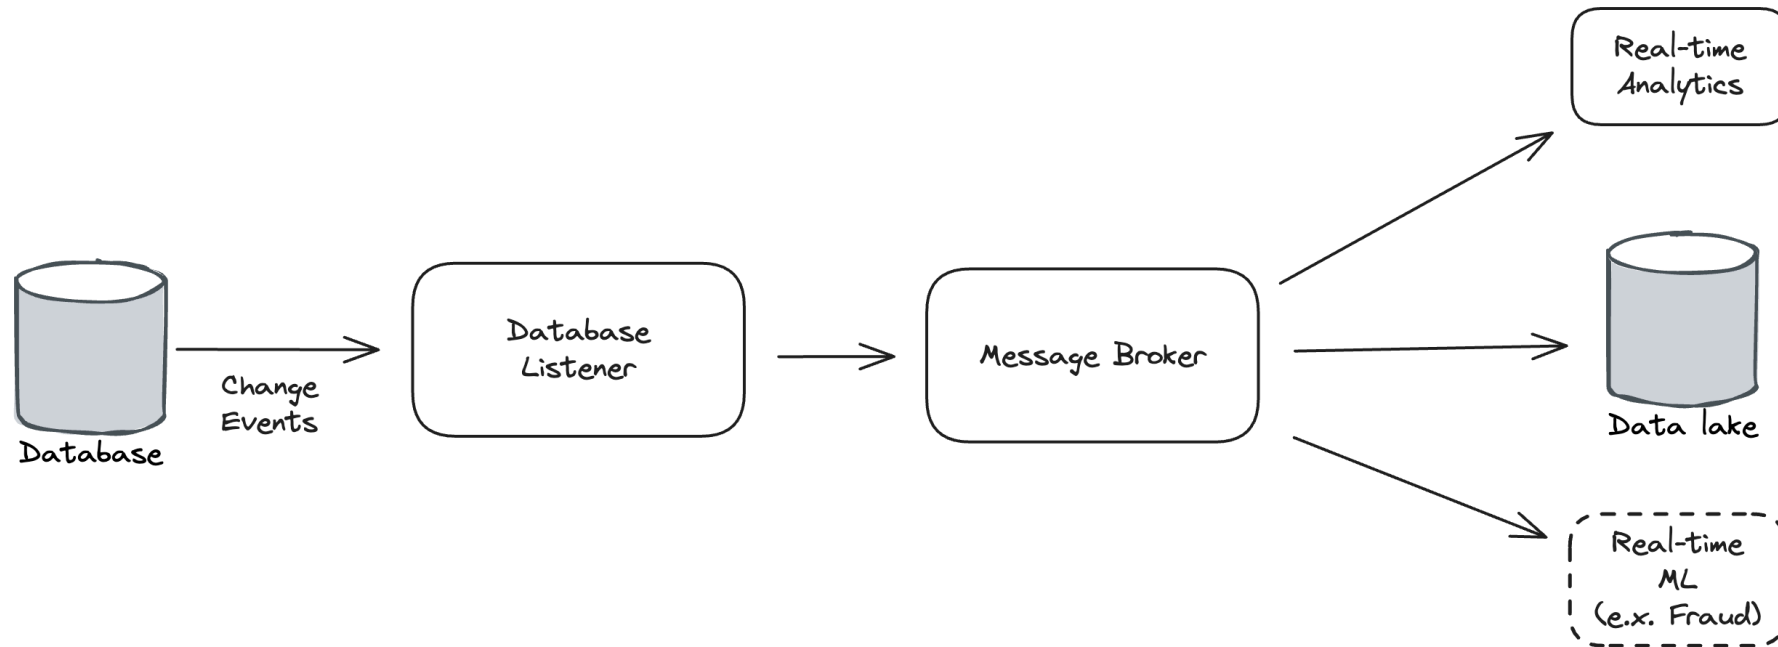 Real-time
Analytics
Database
Change
Events
Database
Listener
Message Broker
Data lake
Real-time
ML
(e.x. Fraud)